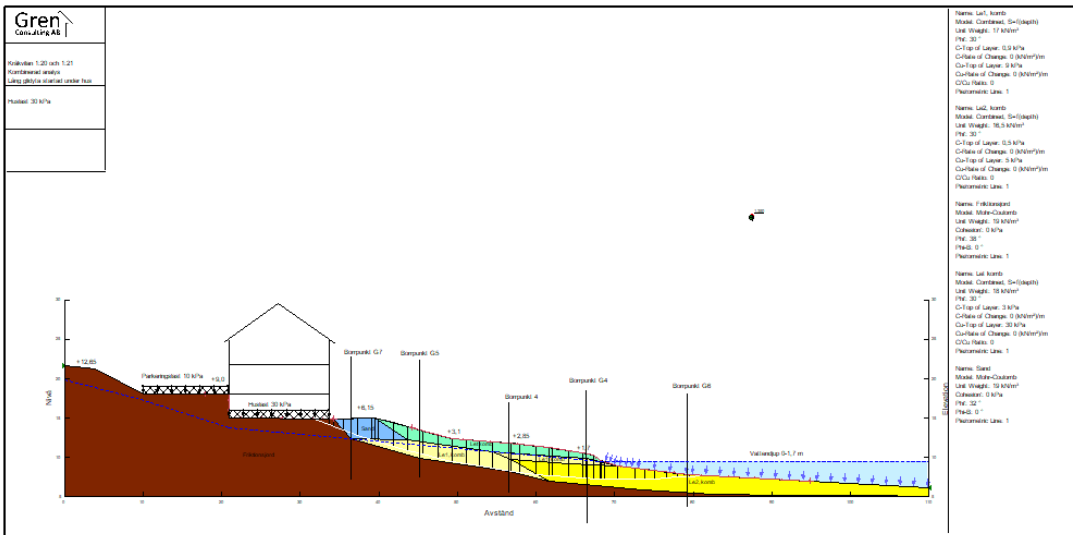 Gren
Consulting AB
Kråkvilan 1:20 och 1:21
Kombinerad analys
Lång glidyta startad under hus
Huslast 30 kPa
Name: Le1, komb
Model: Combined, S=f(depth)
Unit Weight: 17 kN/m³
Phi': 30 °
C-Top of Layer: 0,9 kPa
C-Rate of Change: 0 (kN/m²)/m
Cu-Top of Layer: 9 kPa
Cu-Rate of Change: 0 (kN/m²)/m
C/Cu Ratio: 0
Piezometric Line: 1
Name: Le2, komb
Model: Combined, S=f(depth)
Unit Weight: 16,5 kN/m³
Phi': 30 °
C-Top of Layer: 0,5 kPa
C-Rate of Change: 0 (kN/m²)/m
Cu-Top of Layer: 5 kPa
Cu-Rate of Change: 0 (kN/m²)/m
C/Cu Ratio: 0
Piezometric Line: 1
Name: Friktionsjord
Model: Mohr-Coulomb
Unit Weight: 19 kN/m³
Cohesion': 0 kPa
Phi': 38 °
Phi-B: 0 °
Piezometric Line: 1
Name: Let komb
Model: Combined, S=f(depth)
Unit Weight: 18 kN/m³
Phi': 30 °
C-Top of Layer: 3 kPa
C-Rate of Change: 0 (kN/m²)/m
Cu-Top of Layer: 30 kPa
Cu-Rate of Change: 0 (kN/m²)/m
C/Cu Ratio: 0
Piezometric Line: 1
Name: Sand
Model: Mohr-Coulomb
Unit Weight: 19 kN/m³
Cohesion': 0 kPa
Phi': 32 °
Phi-B: 0 °
Piezometric Line: 1
+12,65
Parkeringslast 10 kPa
+9,0
Huslast 30 kPa
Borrpunkt G7
Borrpunkt G5
Borrpunkt 4
Borrpunkt G4
Borrpunkt G6
+6,15
+3,1
+2,85
+1,7
Sand
Le1, komb
Le2, komb
Friktionsjord
Vattendjup 0-1,7 m
Nivå
Elevation
Avstånd